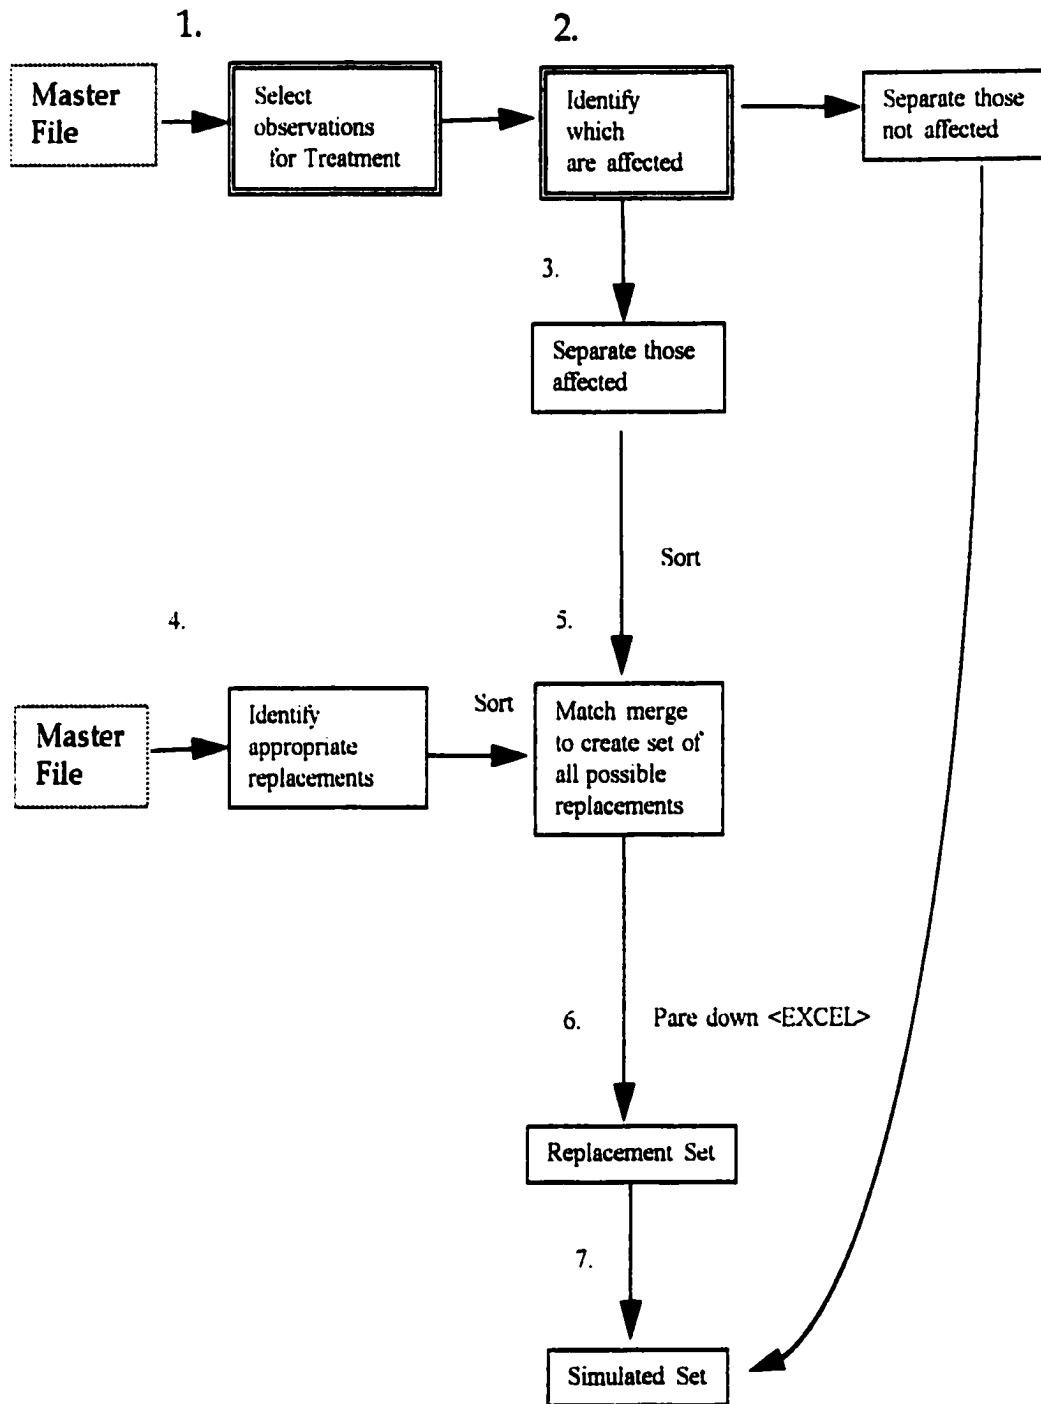 1.
2.
Master
File
Select
observations
for Treatment
Identify
which
are affected
Separate those
not affected
3.
Separate those
affected
Sort
4.
5.
Master
File
Identify
appropriate
replacements
Sort
Match merge
to create set of
all possible
replacements
6.
Pare down <EXCEL>
Replacement Set
7.
Simulated Set